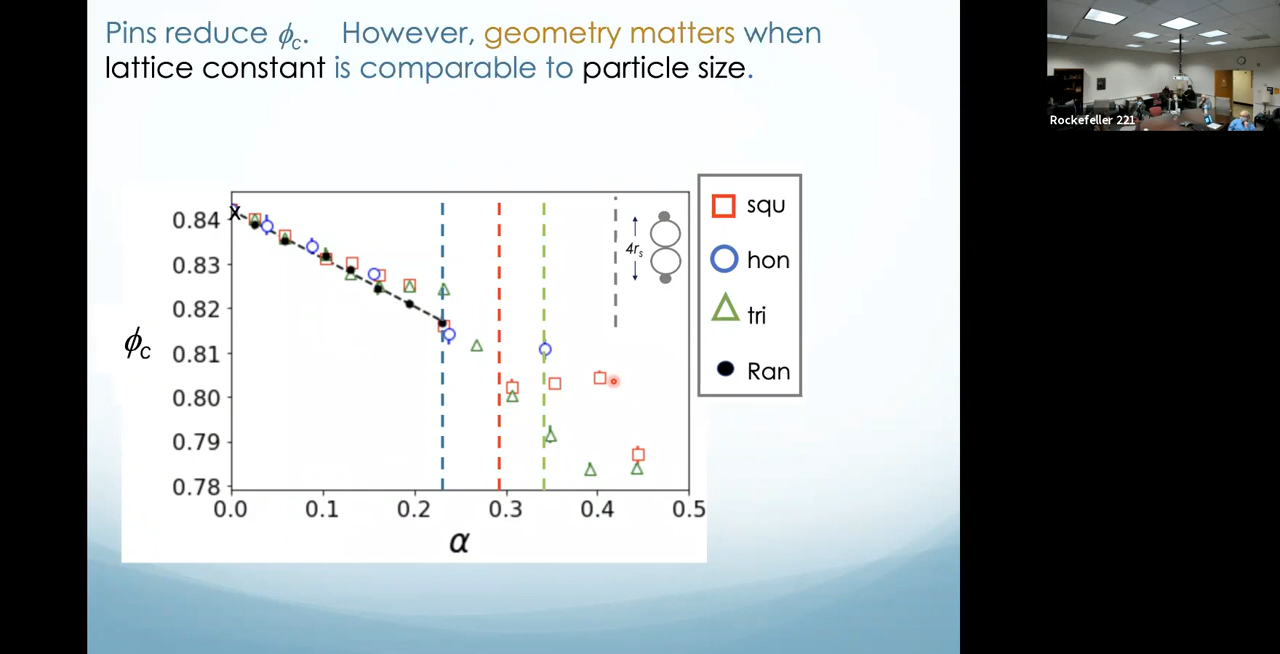 Pins reduce ϕc. However, geometry matters when
lattice constant is comparable to particle size.
Rockefeller 221
0.84
0.83
0.82
0.81
0.80
0.79
0.78
ϕc
x
0.0 0.1 0.2 0.3 0.4 0.5
α
4rs
squ
hon
tri
Ran